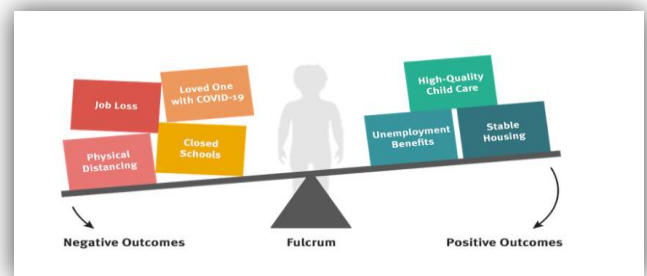 Job Loss
Loved One
with COVID-19
Physical
Distancing
Closed
Schools
High-Quality
Child Care
Unemployment
Benefits
Stable
Housing
Negative Outcomes
Fulcrum
Positive Outcomes